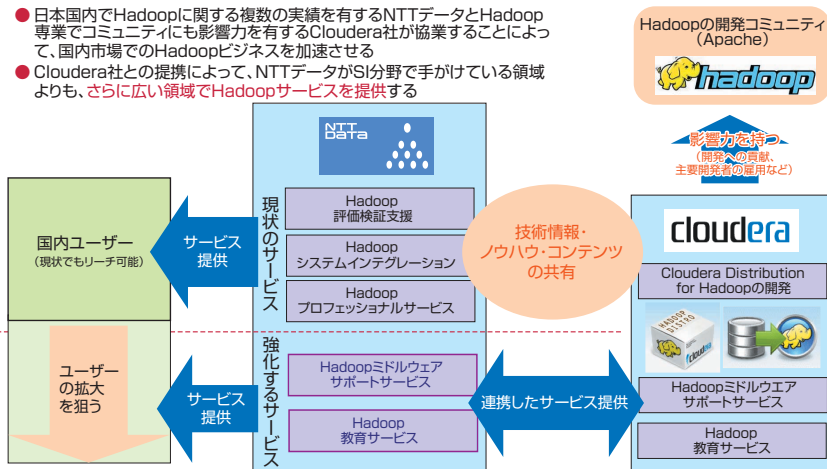 ● 日本国内でHadoopに関する複数の実績を有するNTTデータとHadoop
専業でコミュニティにも影響力を有するCloudera社が協業することによっ
て、国内市場でのHadoopビジネスを加速させる
● Cloudera社との提携によって、NTTデータがSI分野で手がけている領域
よりも、さらに広い領域でHadoopサービスを提供する
Hadoopの開発コミュニティ
(Apache)
hadoop
影響力を持つ
(開発への貢献、
主要開発者の雇用など)
NTT
DATA
現状のサービス
Hadoop
評価検証支援
Hadoop
システムインテグレーション
Hadoop
プロフェッショナルサービス
国内ユーザー
(現状でもリーチ可能)
サービス
提供
技術情報・
ノウハウ・コンテンツ
の共有
cloudera
Cloudera Distribution
for Hadoopの開発
HADOOP
DISTRO
cloudera
強化するサービス
Hadoopミドルウェア
サポートサービス
Hadoop
教育サービス
ユーザー
の拡大
を狙う
サービス
提供
連携したサービス提供
Hadoopミドルウエア
サポートサービス
Hadoop
教育サービス